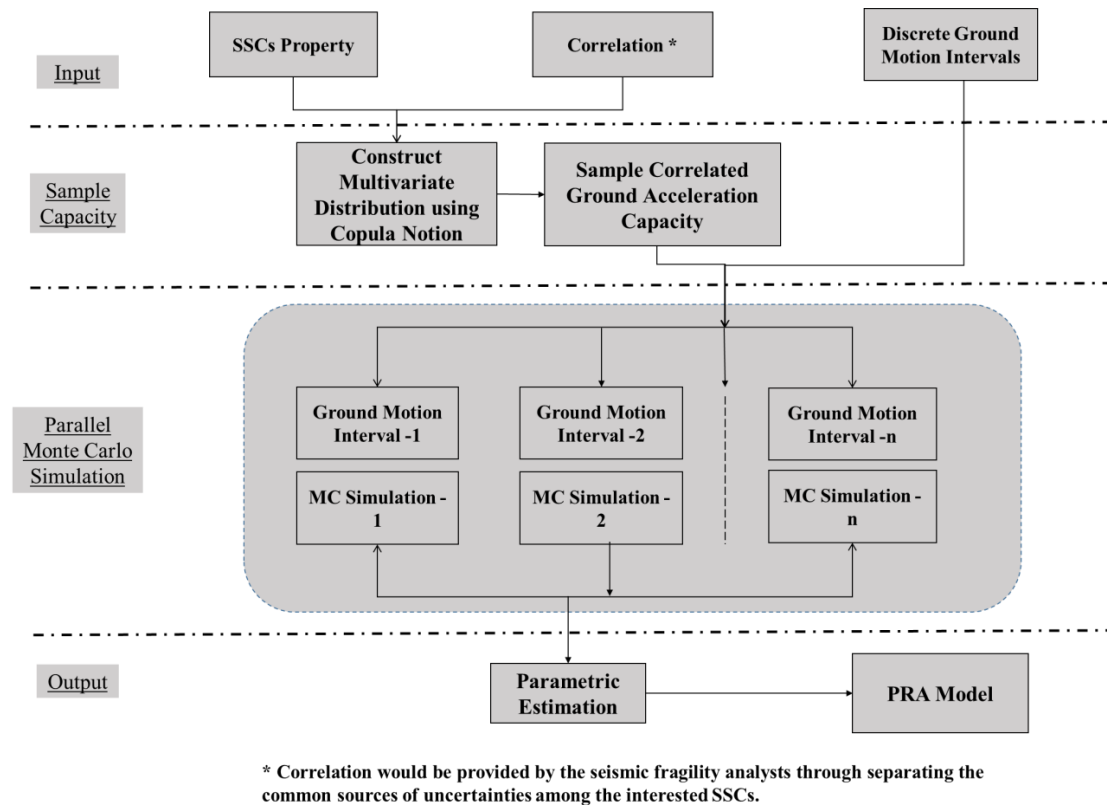 SSCs Property
Correlation *
Discrete Ground
Motion Intervals
Input
Construct
Multivariate
Distribution using
Copula Notion
Sample Correlated
Ground Acceleration
Capacity
Sample
Capacity
Parallel
Monte Carlo
Simulation
Ground Motion
Interval -1
Ground Motion
Interval -2
Ground Motion
Interval -n
MC Simulation -
1
MC Simulation -
2
MC Simulation -
n
Output
Parametric
Estimation
PRA Model
* Correlation would be provided by the seismic fragility analysts through separating the
common sources of uncertainties among the interested SSCs.